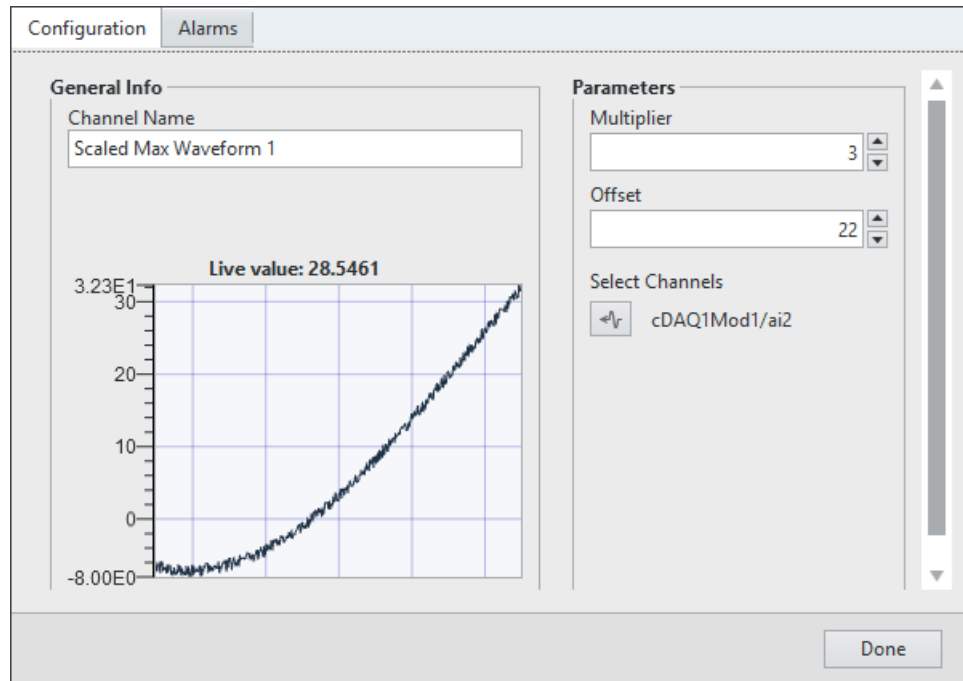 Configuration
Alarms
General Info
Channel Name
Scaled Max Waveform 1
Live value: 28.5461
3.23E1
30
20
10
0
-8.00E0
Parameters
Multiplier
3
Offset
22
Select Channels
cDAQ1Mod1/ai2
Done